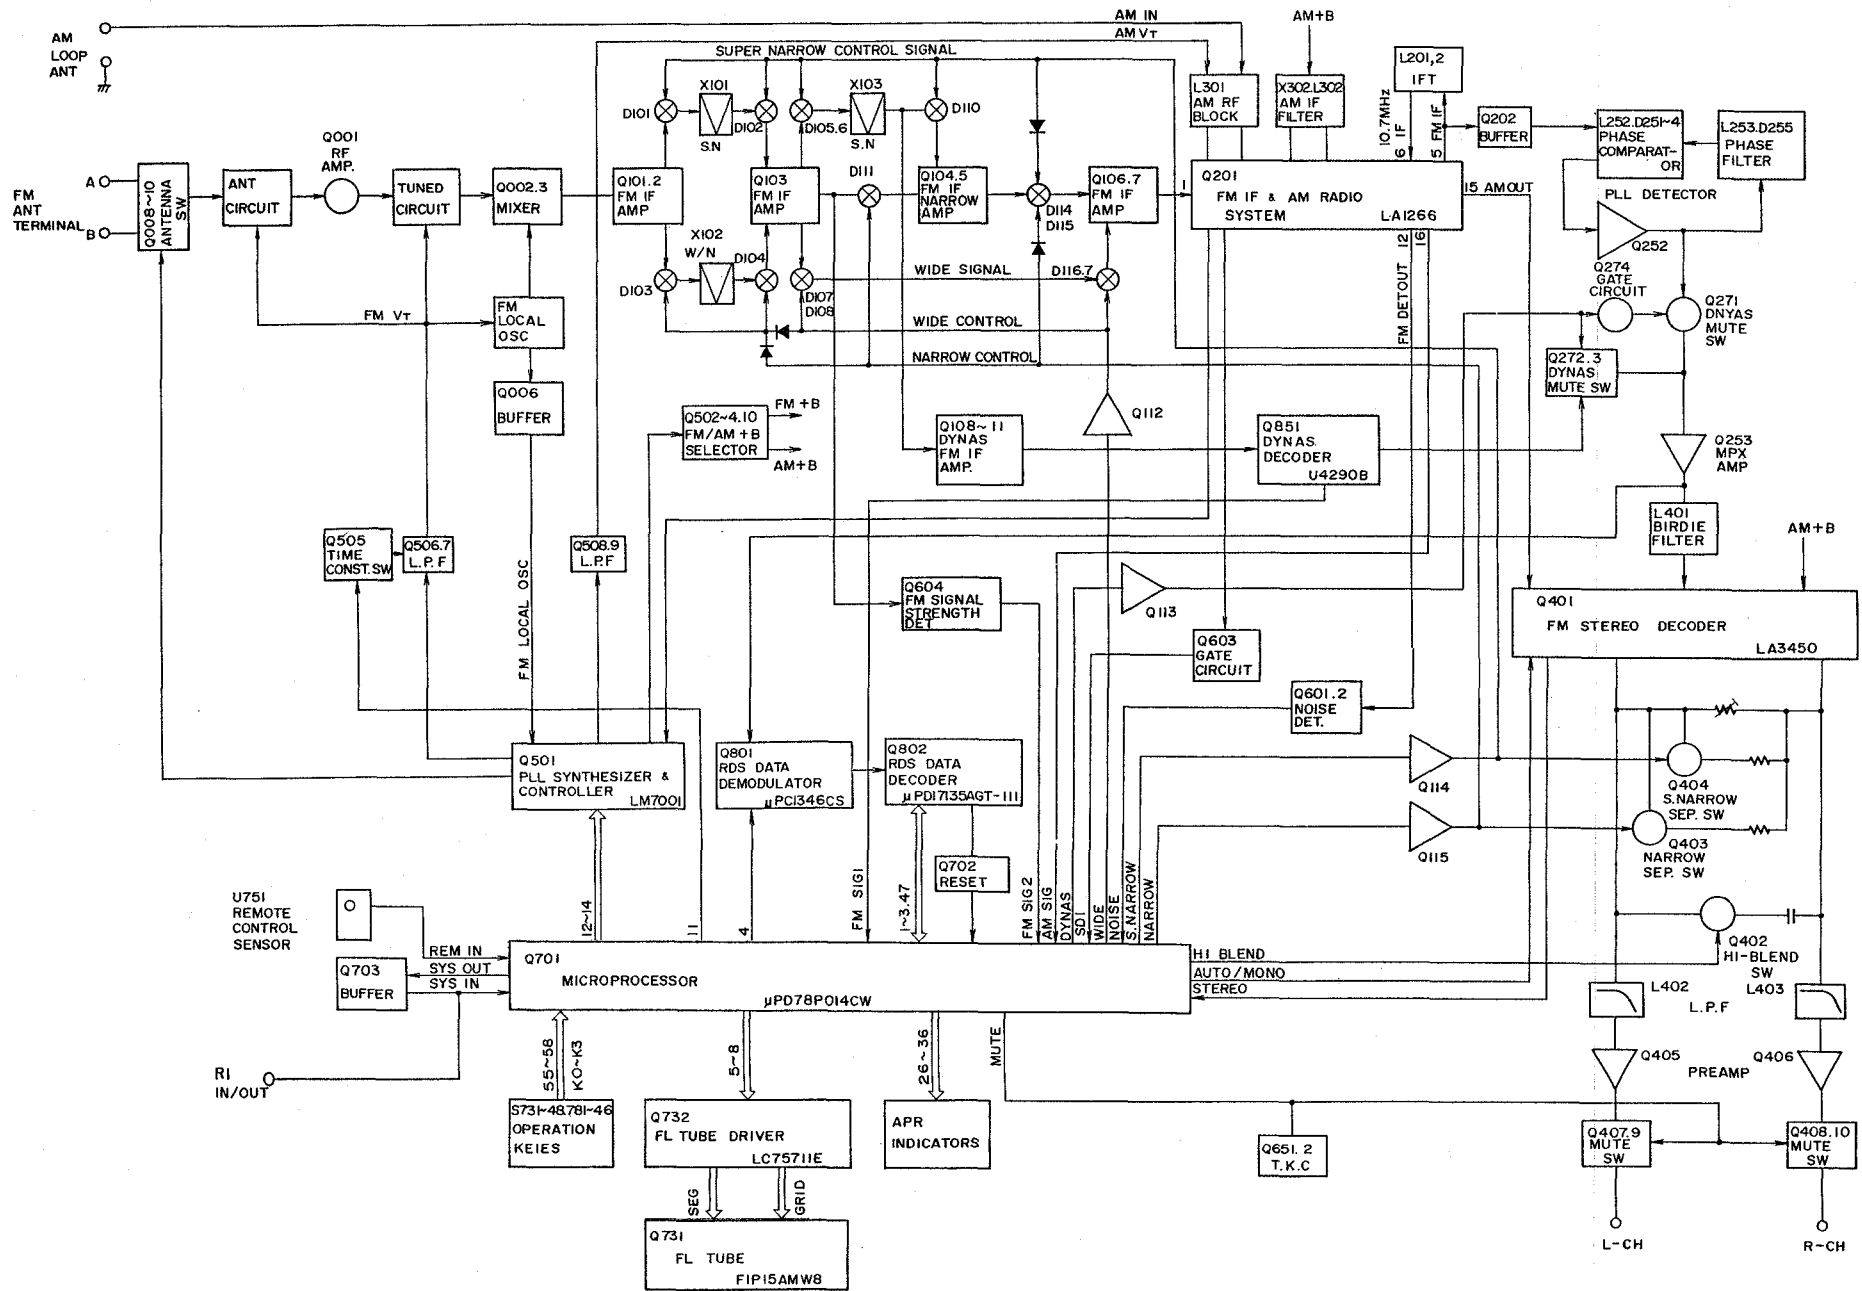 AM
LOOP
ANT
AM IN
AM VT
AM+B
SUPER NARROW CONTROL SIGNAL
L201,2
IFT
X101
S.N
X103
S.N
D101
D102
D105.6
D110
L301
AM RF
BLOCK
X302.L302
AM IF
FILTER
10.7MHz
6 IF
5 FM IF
Q202
BUFFER
L252.D251~4
PHASE
COMPARAT-
OR
L253.D255
PHASE
FILTER
PLL DETECTOR
FM
ANT
TERMINAL
A
B
Q008~10
ANTENNA
SW
ANT
CIRCUIT
Q001
RF
AMP.
TUNED
CIRCUIT
Q002.3
MIXER
Q101.2
FM IF
AMP
Q103
FM IF
AMP
D111
Q104.5
FM IF
NARROW
AMP
D114
D115
Q106.7
FM IF
AMP
1
Q201
FM IF & AM RADIO
SYSTEM
LA1266
15 AMOUT
Q252
X102
W/N
D103
D104
D107
D108
WIDE SIGNAL
D116.7
WIDE CONTROL
NARROW CONTROL
FM DETOUT 12
16
Q274
GATE
CIRCUIT
Q271
DNYAS
MUTE
SW
Q272.3
DYNAS
MUTE SW
FM VT
FM
LOCAL
OSC
Q006
BUFFER
Q502~4.10
FM/AM+B
SELECTOR
FM+B
AM+B
Q108~11
DYNAS
FM IF
AMP.
Q112
Q851
DYNAS.
DECODER
U4290B
Q253
MPX
AMP
L401
BIRDIE
FILTER
AM+B
Q505
TIME
CONST.SW
Q506.7
L.P.F
Q508.9
L.P.F
FM LOCAL OSC
Q604
FM SIGNAL
STRENGTH
DET
Q113
Q603
GATE
CIRCUIT
Q601.2
NOISE
DET.
Q401
FM STEREO DECODER
LA3450
Q501
PLL SYNTHESIZER &
CONTROLLER
LM7001
Q801
RDS DATA
DEMODULATOR
μPC1346CS
Q802
RDS DATA
DECODER
μPD17135AGT-111
Q702
RESET
Q114
Q115
Q404
S.NARROW
SEP. SW
Q403
NARROW
SEP. SW
U751
REMOTE
CONTROL
SENSOR
12~14
11
4
FM SIG1
1~3.47
FM SIG2
AM SIG
DYNAS
SD1
WIDE
NOISE
S.NARROW
NARROW
REM IN
SYS OUT
SYS IN
Q703
BUFFER
Q701
MICROPROCESSOR
μPD78P014CW
HI BLEND
AUTO/MONO
STEREO
Q402
HI-BLEND
SW
L402
L403
L.P.F
RI
IN/OUT
55~58
K0~K3
5~8
26~36
MUTE
Q405
Q406
PREAMP
S731~48.781~46
OPERATION
KEIES
Q732
FL TUBE DRIVER
LC75711E
APR
INDICATORS
Q651.2
T.K.C
Q407.9
MUTE
SW
Q408.10
MUTE
SW
SEG
GRID
Q731
FL TUBE
FIP15AMW8
L-CH
R-CH